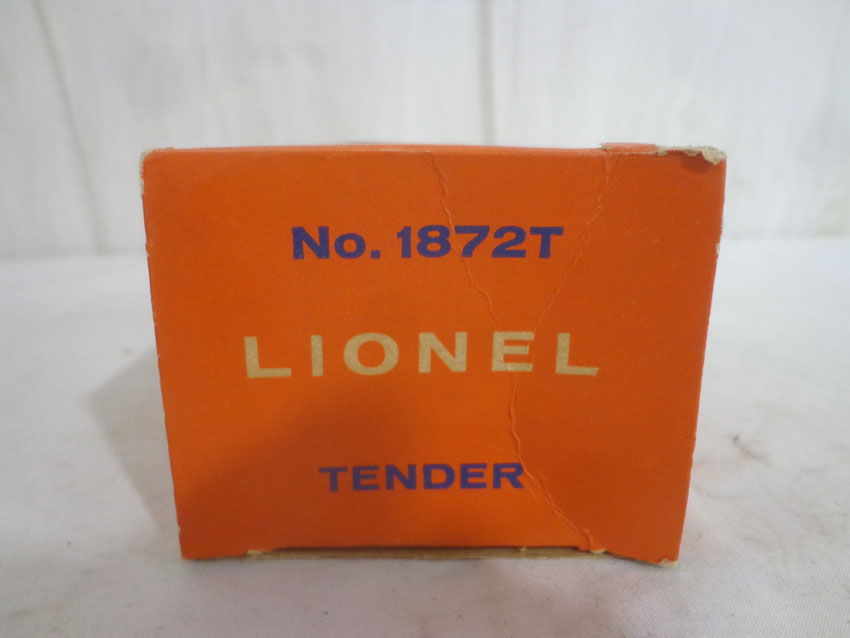 No. 1872T
LIONEL
TENDER